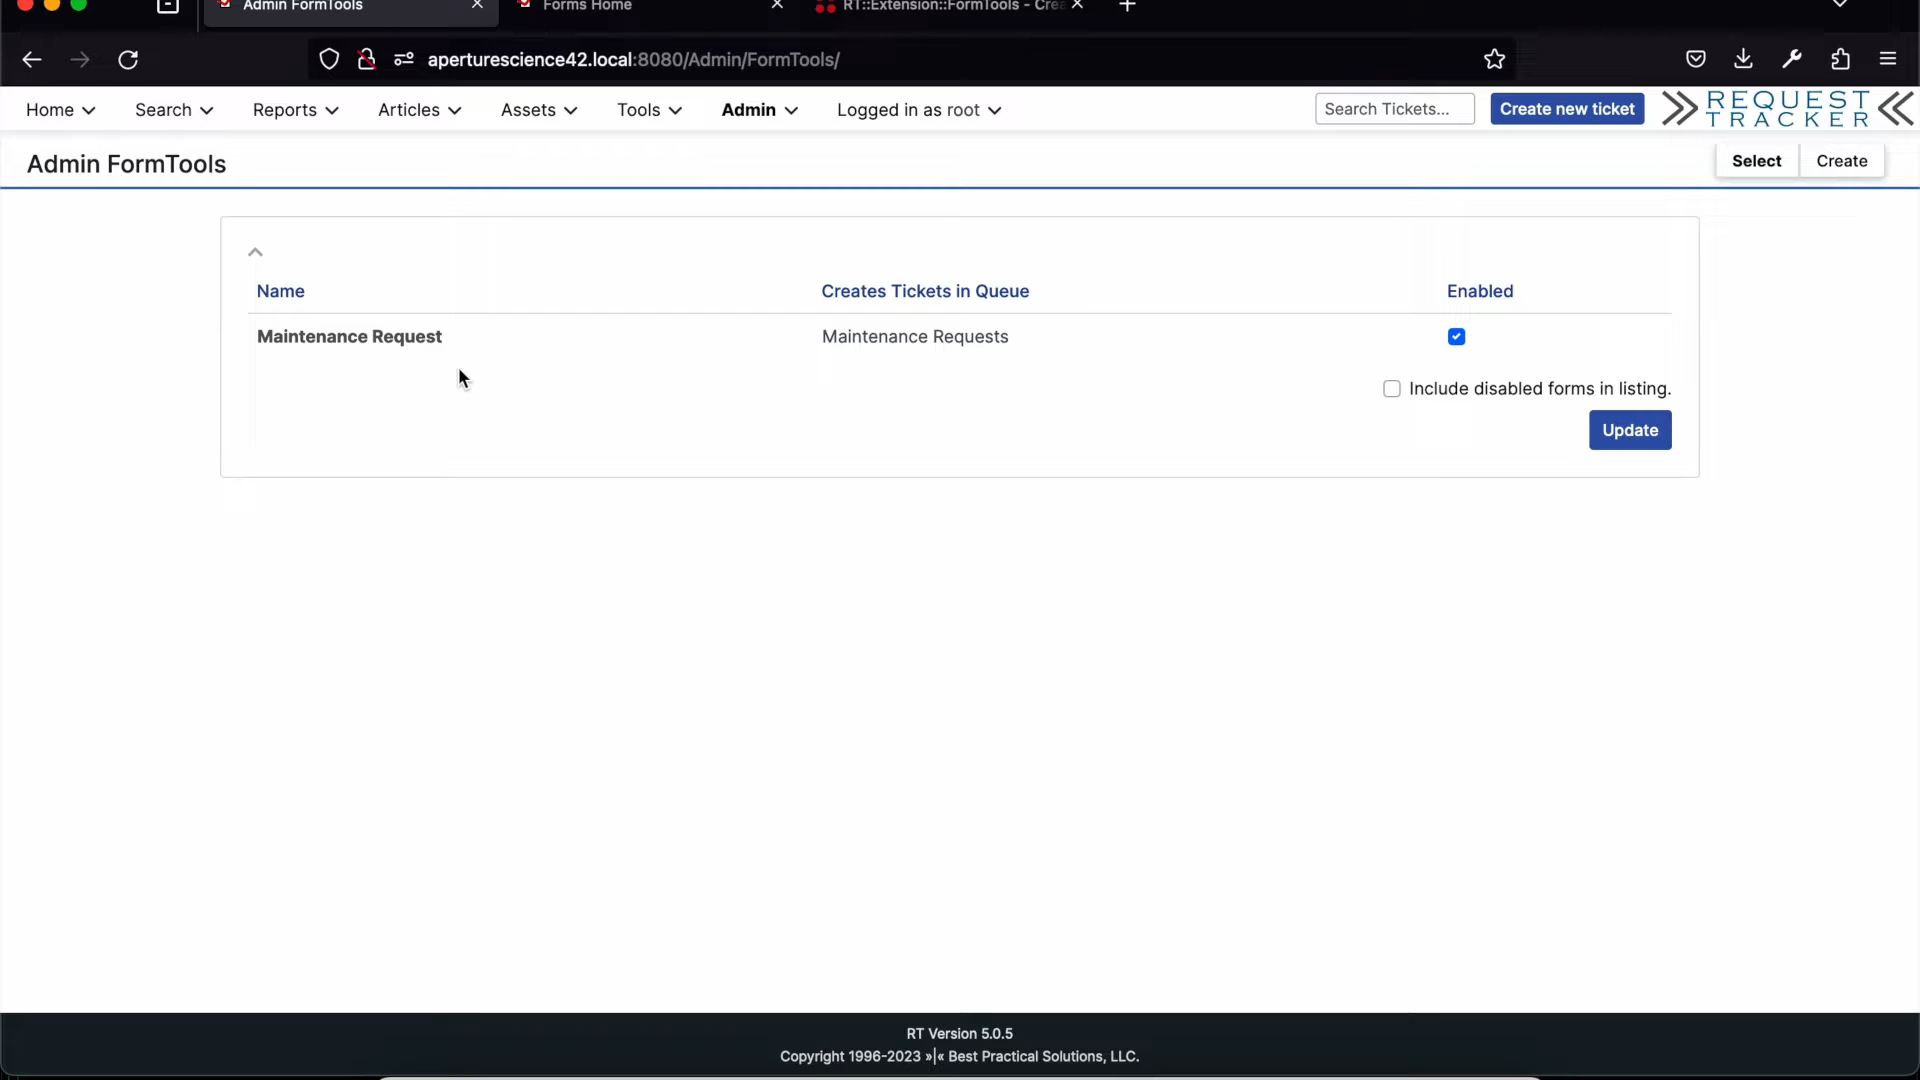 Admin FormTools
Forms Home
RT::Extension::FormTools - Crea
aperturescience42.local:8080/Admin/FormTools/
Home Search Reports Articles Assets Tools Admin Logged in as root Search Tickets... Create new ticket REQUEST TRACKER
Admin FormTools
Select Create
Name Creates Tickets in Queue Enabled
Maintenance Request Maintenance Requests
Include disabled forms in listing.
Update
RT Version 5.0.5
Copyright 1996-2023 »|« Best Practical Solutions, LLC.